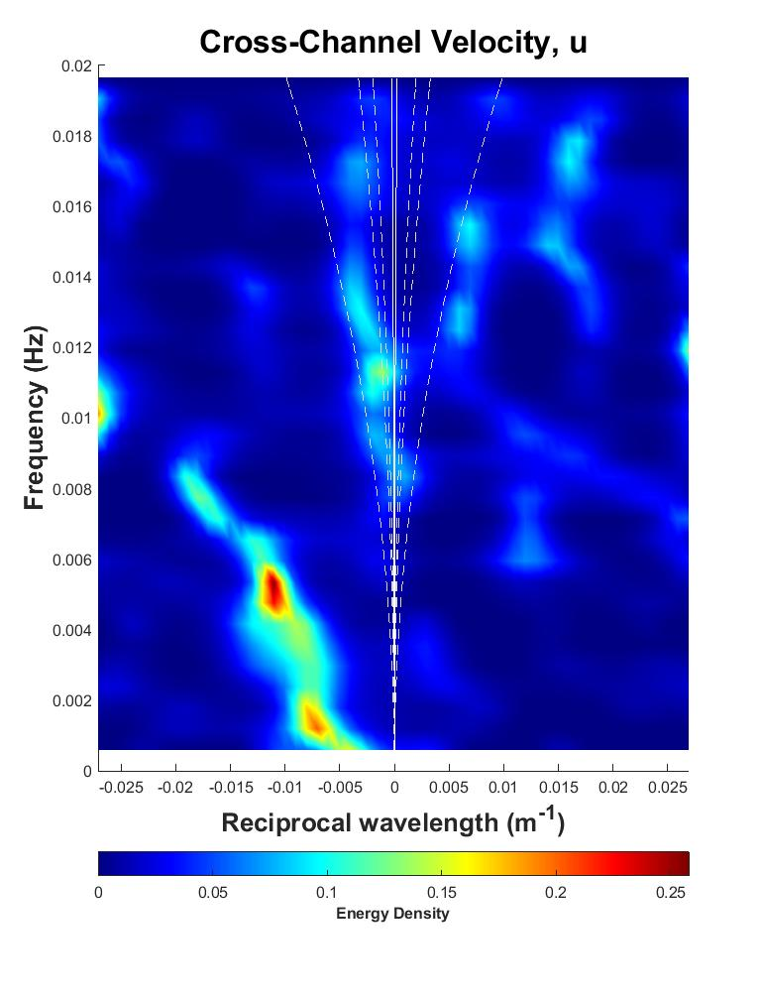 Cross-Channel Velocity, u
0.02
0.018
0.016
0.014
0.012
0.01
0.008
0.006
0.004
0.002
0
Frequency (Hz)
-0.025 -0.02 -0.015 -0.01 -0.005 0 0.005 0.01 0.015 0.02 0.025
Reciprocal wavelength (m-1)
0 0.05 0.1 0.15 0.2 0.25
Energy Density